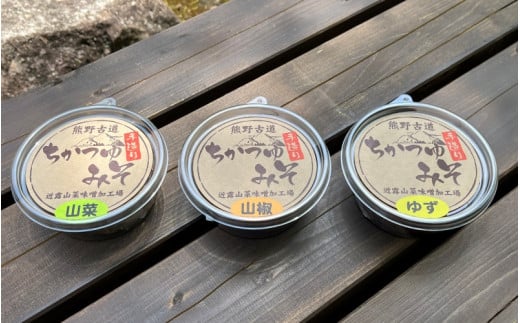 熊野古道
手造り
ちかつゆ
みそ
近露山菜味噌加工場
山菜
熊野古道
手造り
ちかつゆ
みそ
近露山菜味噌加工場
山椒
熊野古道
手造り
ちかつゆ
みそ
近露山菜味噌加工場
ゆず